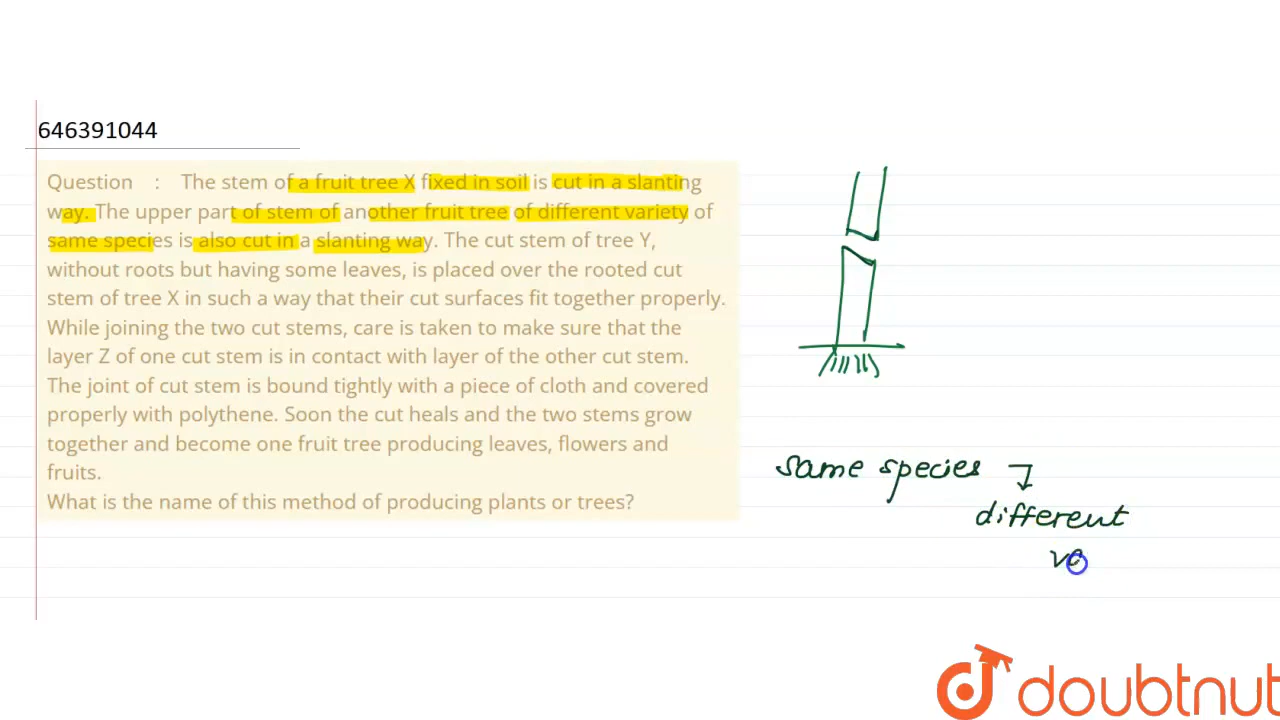 646391044
Question : The stem of a fruit tree X fixed in soil is cut in a slanting
way. The upper part of stem of another fruit tree of different variety of
same species is also cut in a slanting way. The cut stem of tree Y,
without roots but having some leaves, is placed over the rooted cut
stem of tree X in such a way that their cut surfaces fit together properly.
While joining the two cut stems, care is taken to make sure that the
layer Z of one cut stem is in contact with layer of the other cut stem.
The joint of cut stem is bound tightly with a piece of cloth and covered
properly with polythene. Soon the cut heals and the two stems grow
together and become one fruit tree producing leaves, flowers and
fruits.
What is the name of this method of producing plants or trees?
same species
different
va
doubtnut